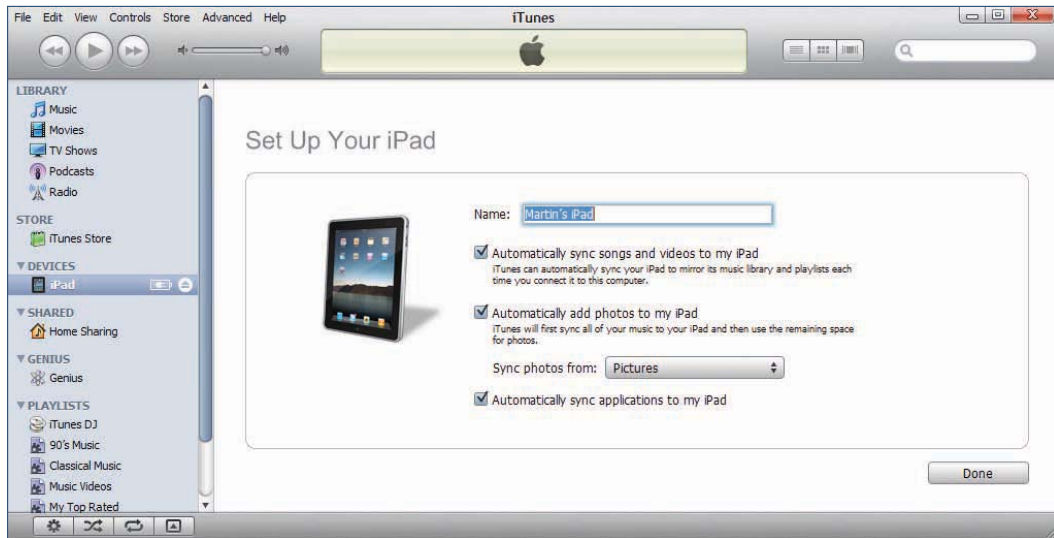 File Edit View Controls Store Advanced Help
iTunes
LIBRARY
Music
Movies
TV Shows
Podcasts
Radio
STORE
iTunes Store
DEVICES
iPad
SHARED
Home Sharing
GENIUS
Genius
PLAYLISTS
iTunes DJ
90's Music
Classical Music
Music Videos
My Top Rated
Set Up Your iPad
Name: Martin's iPad
Automatically sync songs and videos to my iPad
iTunes can automatically sync your iPad to mirror its music library and playlists each
time you connect it to this computer.
Automatically add photos to my iPad
iTunes will first sync all of your music to your iPad and then use the remaining space
for photos.
Sync photos from: Pictures
Automatically sync applications to my iPad
Done